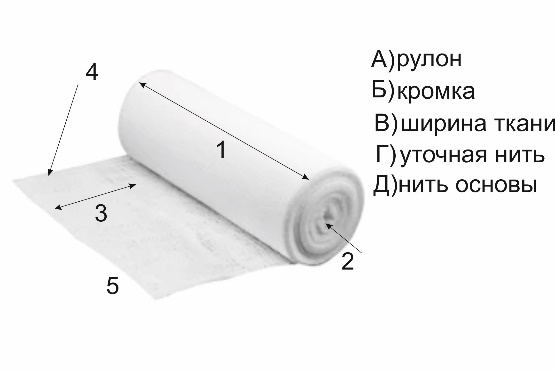 4
А)рулон
Б)кромка
В)ширина ткани
Г)уточная нить
Д)нить основы
1
3
2
5